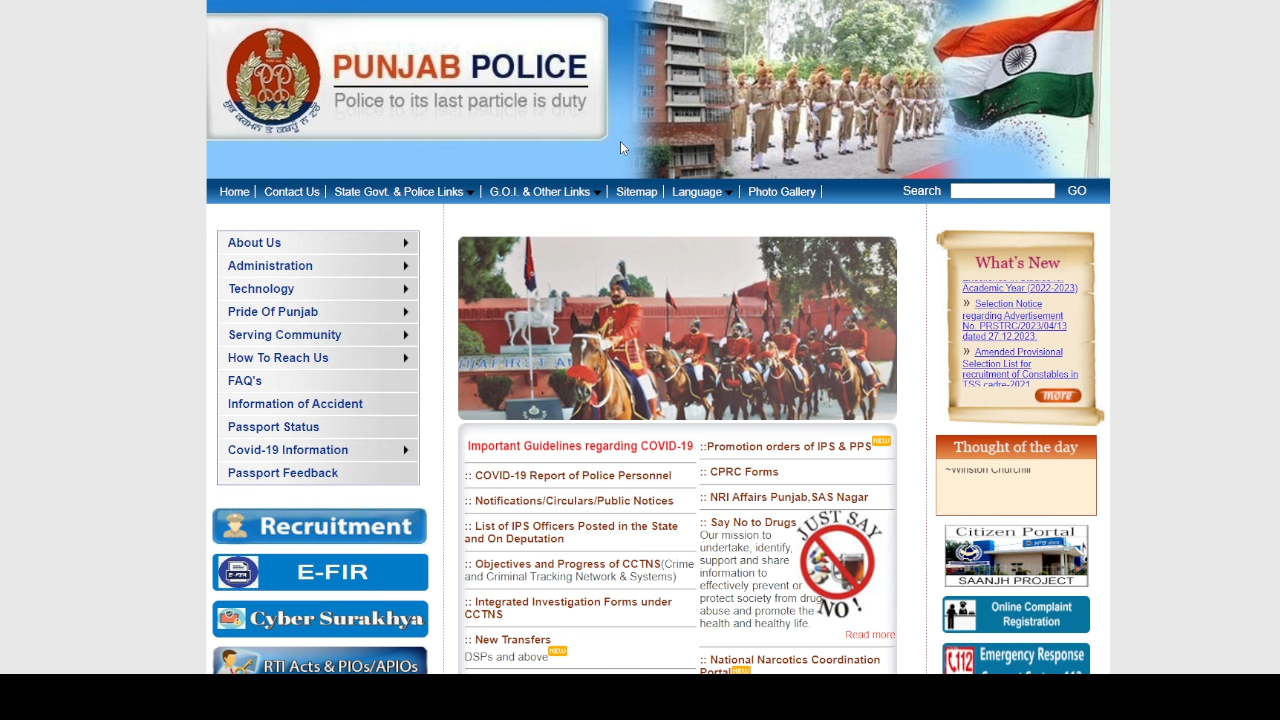 PUNJAB POLICE
Police to its last particle is duty
Home
Contact Us
State Govt. & Police Links
G.O.I. & Other Links
Sitemap
Language
Photo Gallery
Search
GO
About Us
Administration
Technology
Pride Of Punjab
Serving Community
How To Reach Us
FAQ's
Information of Accident
Passport Status
Covid-19 Information
Passport Feedback
Recruitment
E-FIR
E-FIR
Cyber Surakhya
RTI Acts & PIOs/APIOs
Important Guidelines regarding COVID-19
:: COVID-19 Report of Police Personnel
:: Notifications/Circulars/Public Notices
:: List of IPS Officers Posted in the State
and On Deputation
:: Objectives and Progress of CCTNS(Crime
and Criminal Tracking Network & Systems)
:: Integrated Investigation Forms under
CCTNS
:: New Transfers
DSPs and above NEW
::Promotion orders of IPS & PPS NEW
:: CPRC Forms
:: NRI Affairs Punjab,SAS Nagar
:: Say No to Drugs
Our mission to
undertake, identify,
support and share
information to
effectively prevent or
protect society from drug
abuse and promote the
health and healthy life.
JUST SAY
NO!
Read more
:: National Narcotics Coordination
Portal NEW
What's New
Excellence in Studies for
Academic Year (2022-2023)
» Selection Notice
regarding Advertisement
No. PRSTRC/2023/04/13
dated 27.12.2023.
» Amended Provisional
Selection List for
recruitment of Constables in
TSS cadre-2021
more
Thought of the day
~Winston Churchill
Citizen Portal
SAANJH PROJECT
Online Complaint
Registration
112
Emergency Response